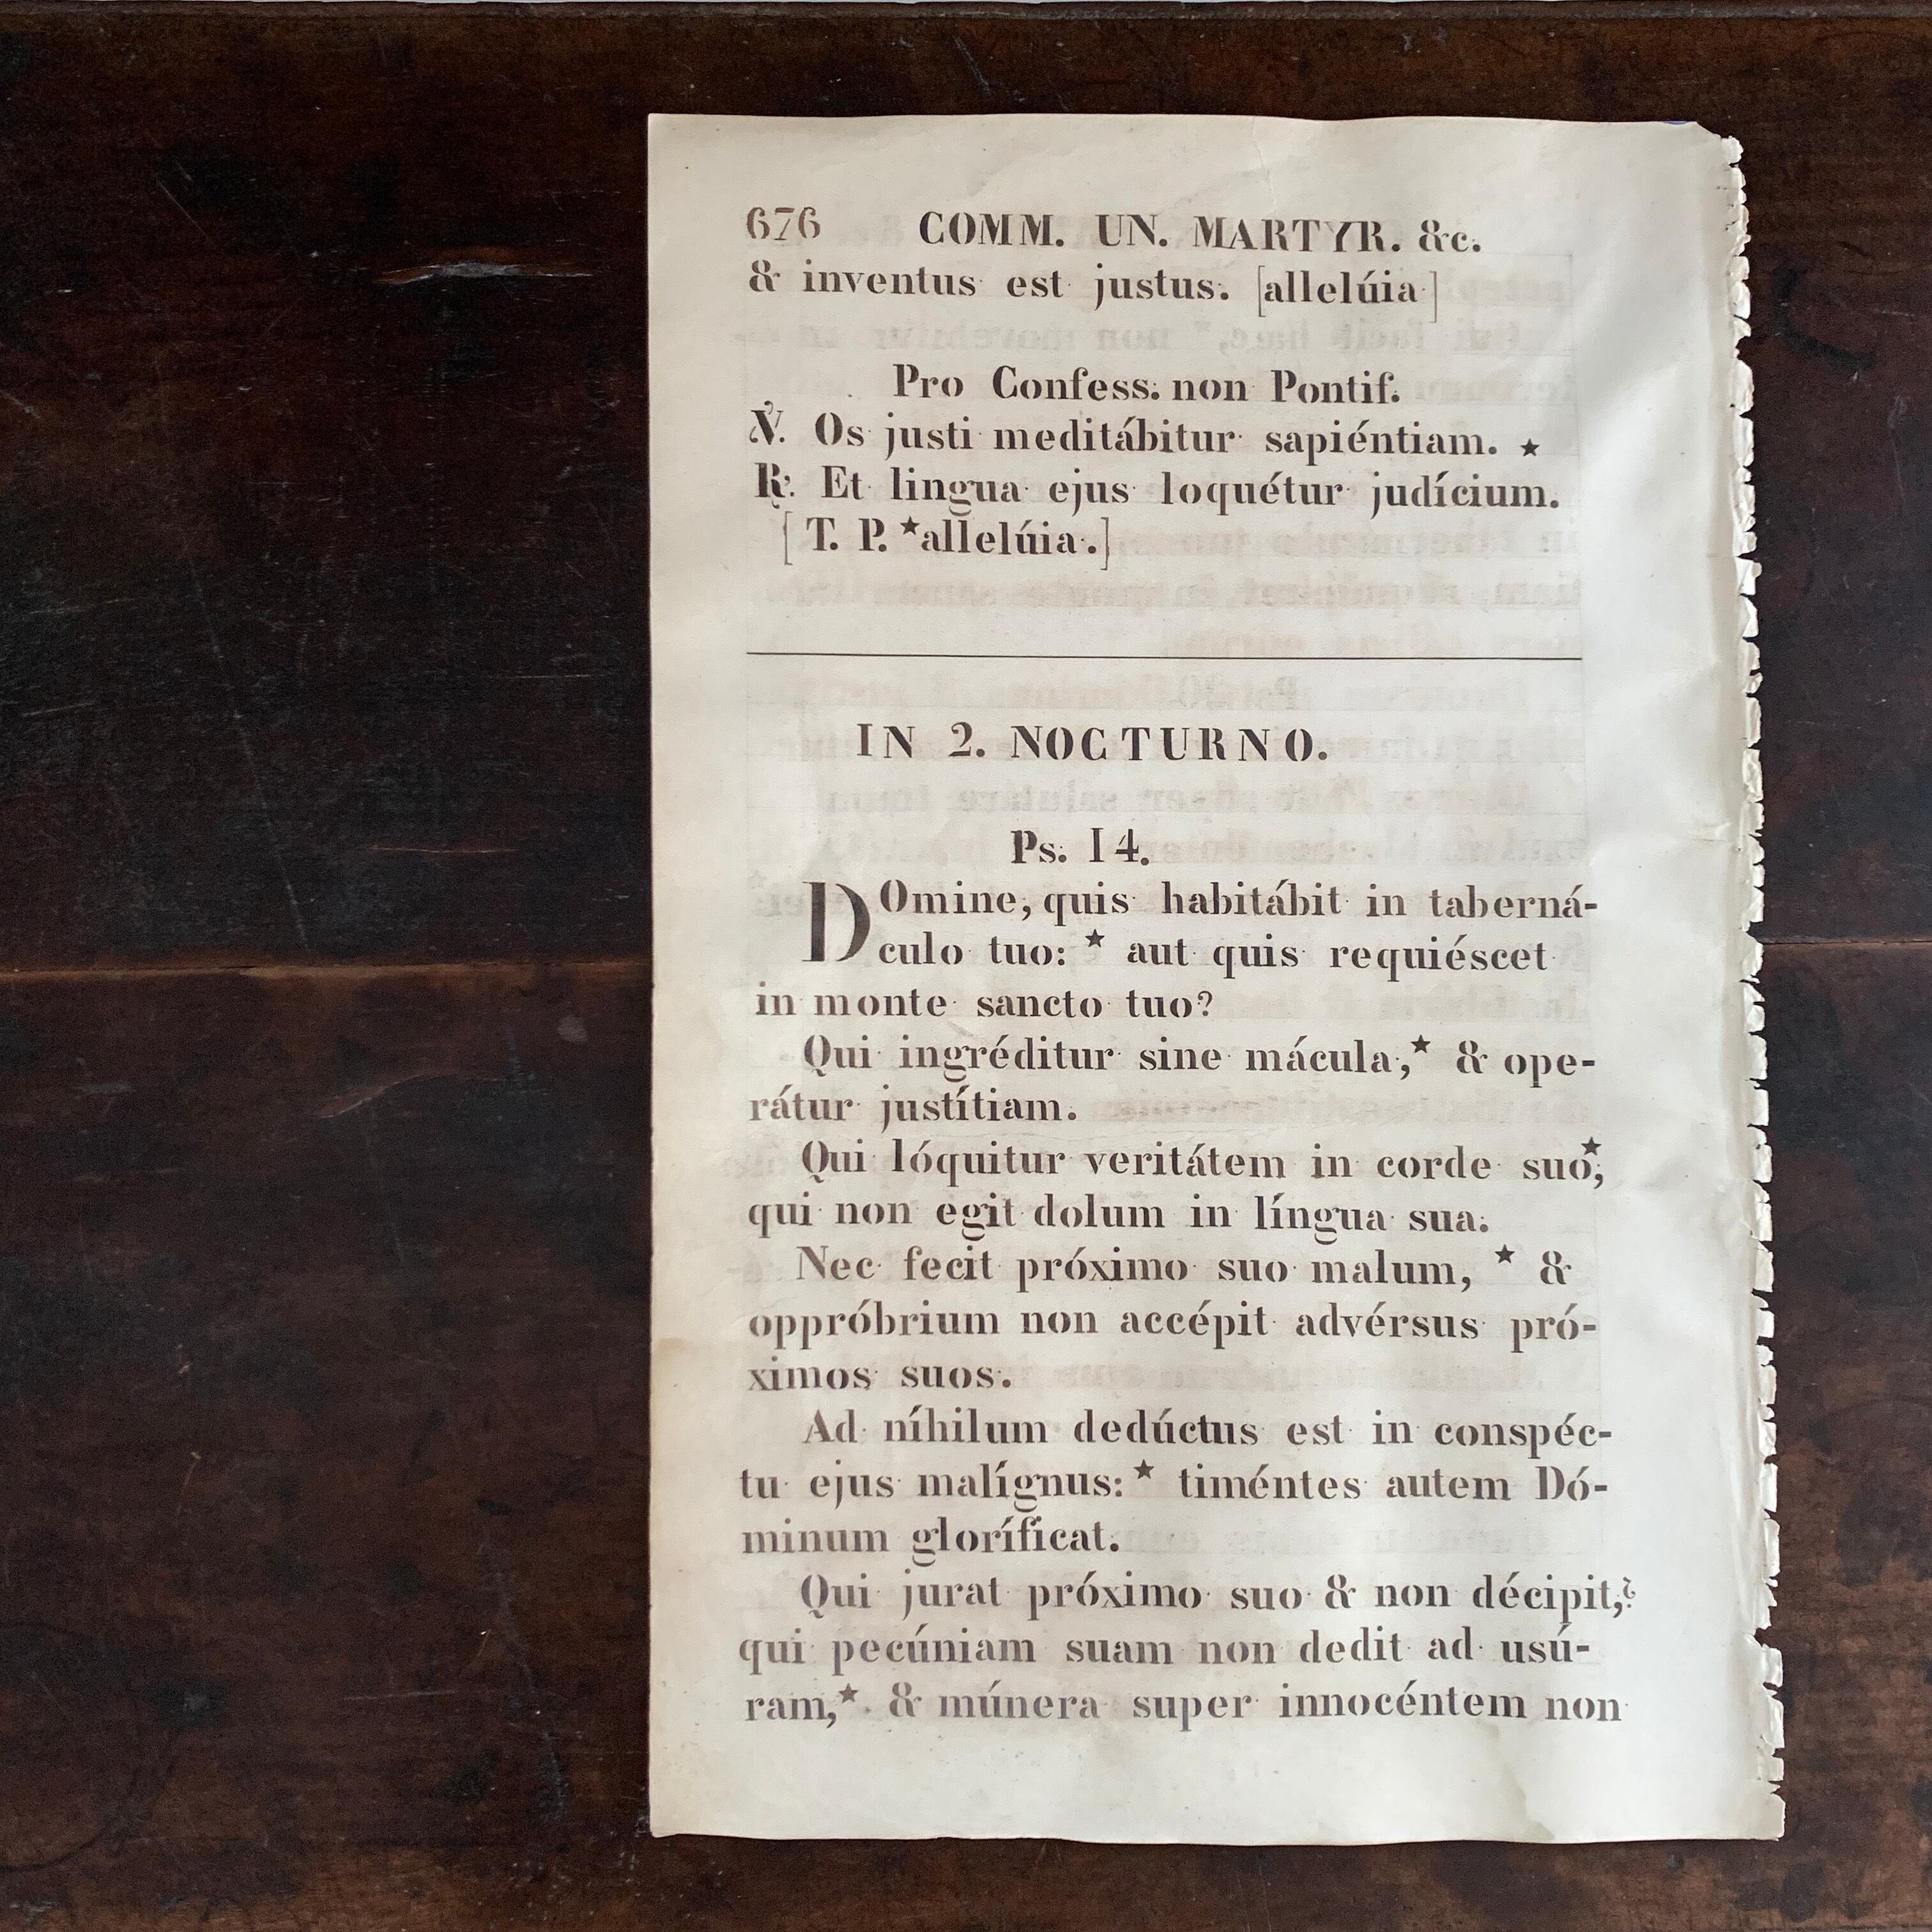 676 COMM. UN. MARTYR. &c.
& inventus est justus. [allelúia]
Pro Confess. non Pontif.
℣. Os justi meditábitur sapiéntiam. ★
℟. Et lingua ejus loquétur judícium.
[T. P. ★allelúia.]
IN 2. NOCTURNO.
Ps. 14.
DOmine, quis habitábit in taberná-
culo tuo: ★ aut quis requiéscet
in monte sancto tuo?
Qui ingréditur sine mácula,★ & ope-
rátur justítiam.
Qui lóquitur veritátem in corde suo,★
qui non egit dolum in língua sua.
Nec fecit próximo suo malum, ★ &
oppróbrium non accépit advérsus pró-
ximos suos.
Ad níhilum dedúctus est in conspéc-
tu ejus malígnus: ★ timéntes autem Dó-
minum gloríficat.
Qui jurat próximo suo & non décipit,
qui pecúniam suam non dedit ad usú-
ram,★ & múnera super innocéntem non